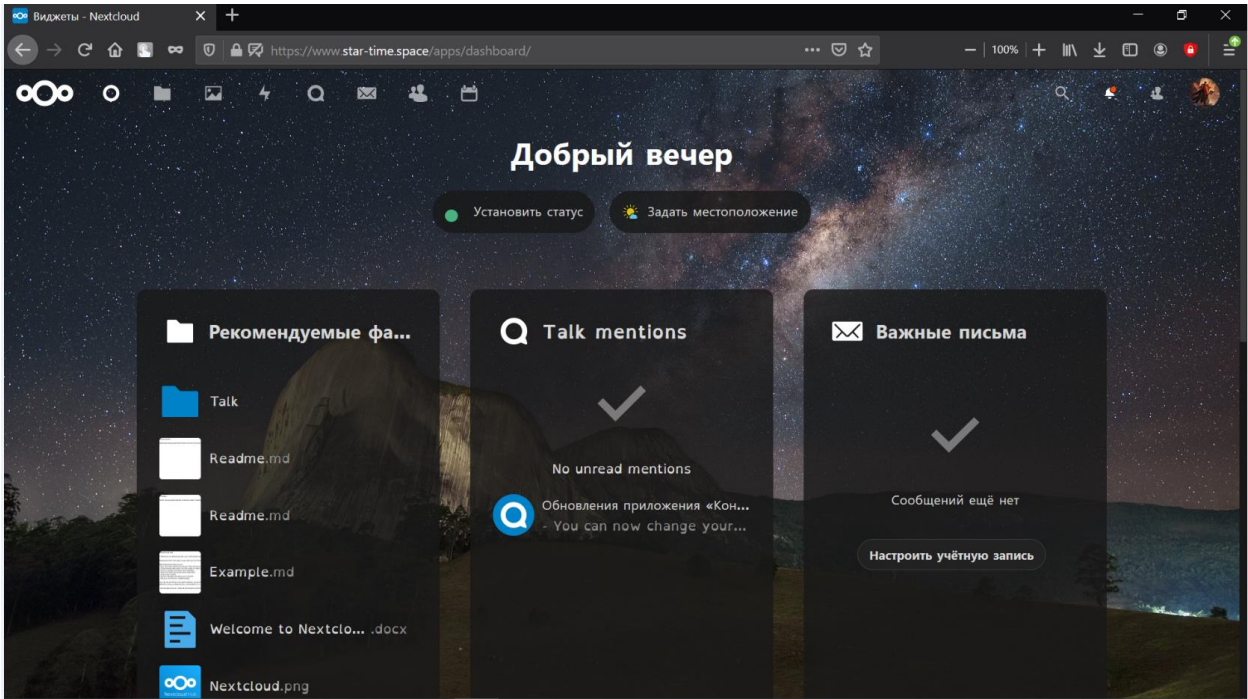 Виджеты - Nextcloud
https://www.star-time.space/apps/dashboard/
100%
Добрый вечер
Установить статус
Задать местоположение
Рекомендуемые фа...
Talk
Readme.md
Readme.md
Example.md
Welcome to Nextclo... .docx
Nextcloud.png
Talk mentions
No unread mentions
Обновления приложения «Кон...
- You can now change your...
Важные письма
Сообщений ещё нет
Настроить учётную запись